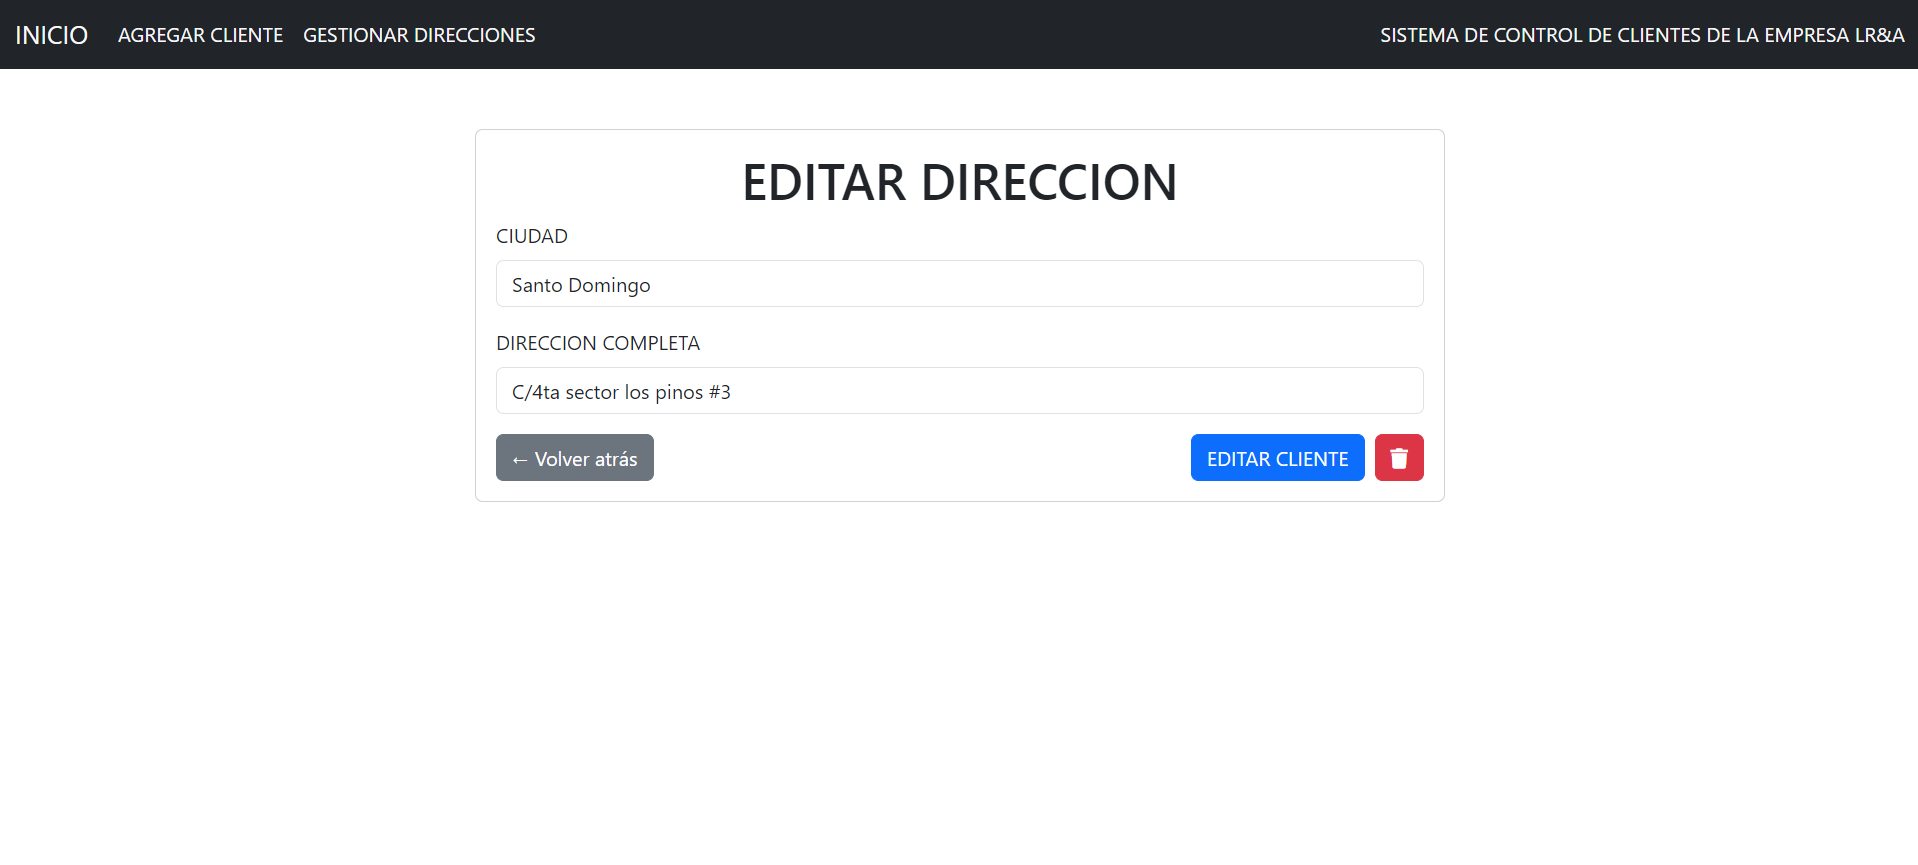 INICIO AGREGAR CLIENTE GESTIONAR DIRECCIONES SISTEMA DE CONTROL DE CLIENTES DE LA EMPRESA LR&A
EDITAR DIRECCION
CIUDAD
Santo Domingo
DIRECCION COMPLETA
C/4ta sector los pinos #3
← Volver atrás EDITAR CLIENTE